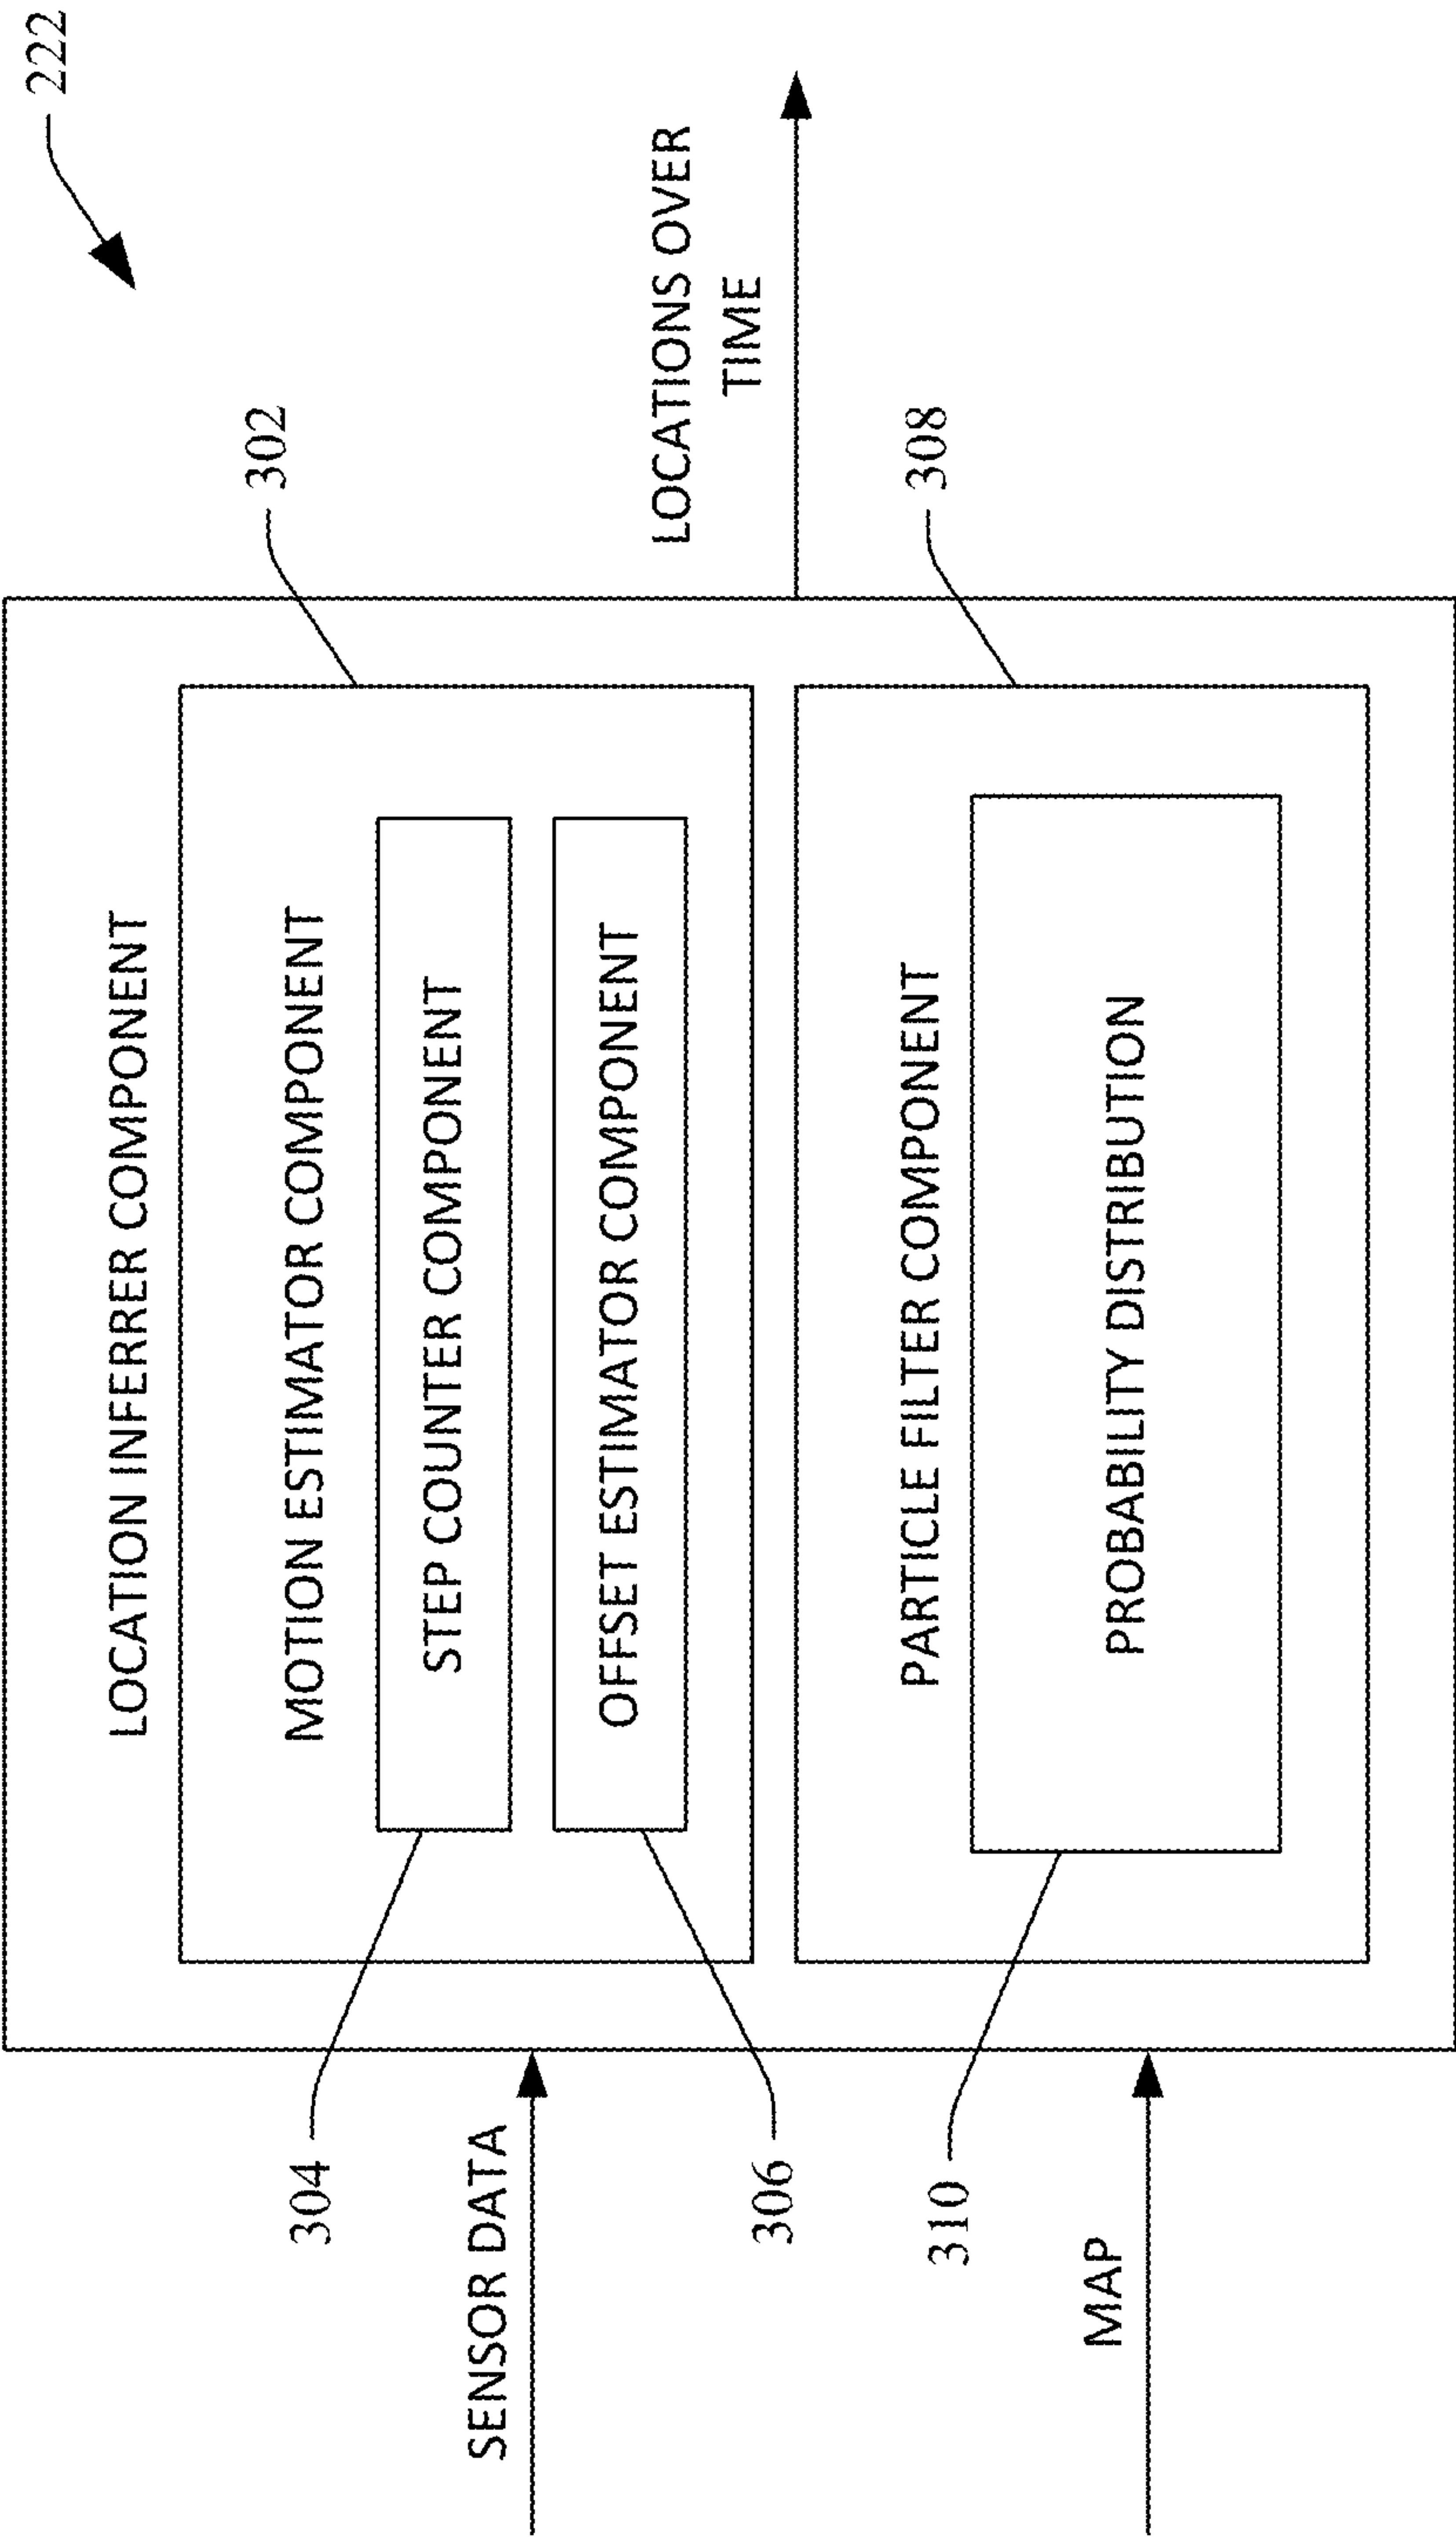 222
LOCATION INFERRER COMPONENT
302
MOTION ESTIMATOR COMPONENT
304
STEP COUNTER COMPONENT
SENSOR DATA
OFFSET ESTIMATOR COMPONENT
306
LOCATIONS OVER
TIME
308
PARTICLE FILTER COMPONENT
310
PROBABILITY DISTRIBUTION
MAP